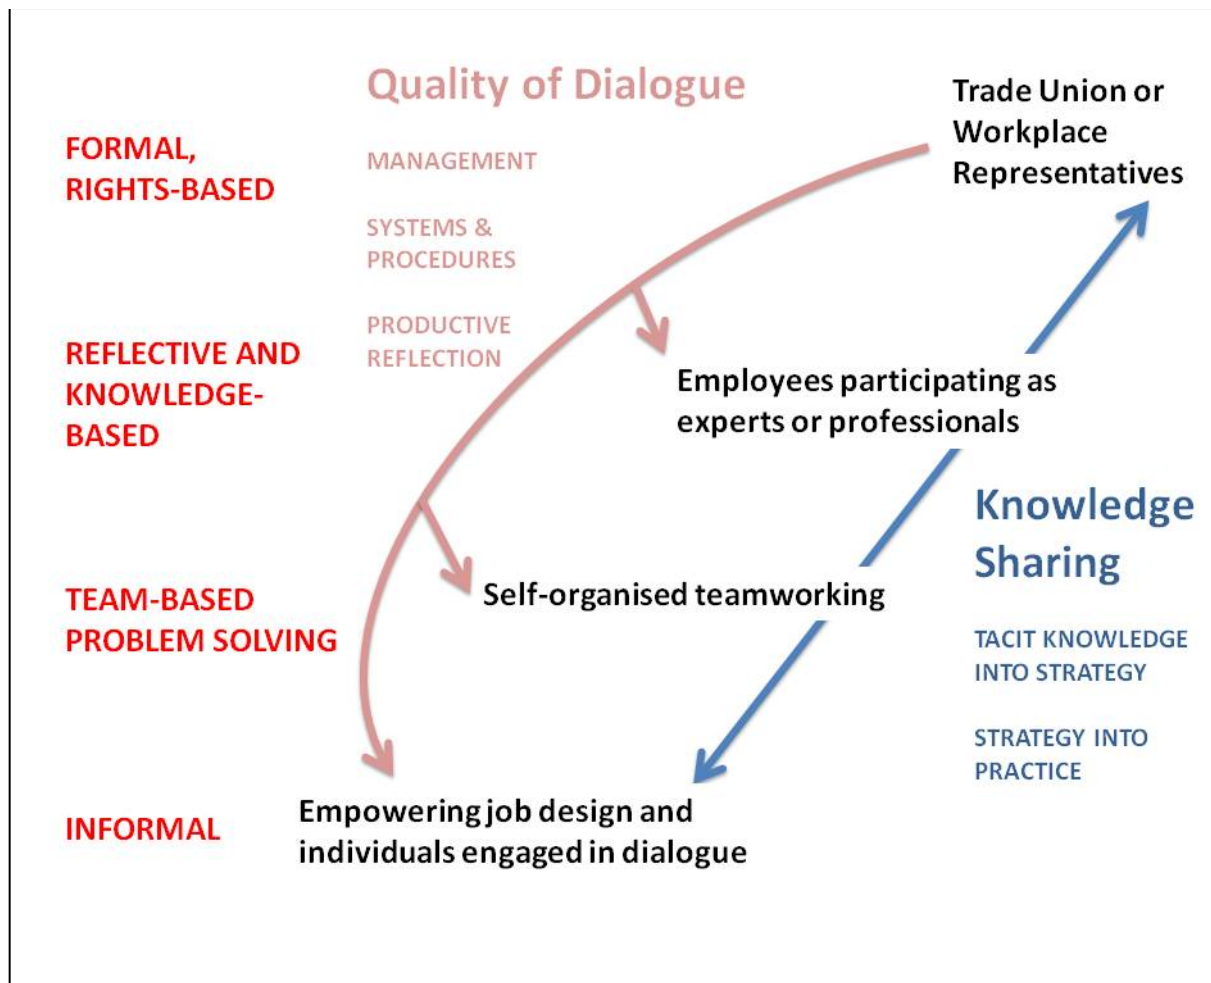 Quality of Dialogue
Trade Union or
Workplace
Representatives
FORMAL,
RIGHTS-BASED
MANAGEMENT
SYSTEMS &
PROCEDURES
PRODUCTIVE
REFLECTION
REFLECTIVE AND
KNOWLEDGE-
BASED
Employees participating as
experts or professionals
Knowledge
Sharing
TEAM-BASED
PROBLEM SOLVING
Self-organised teamworking
TACIT KNOWLEDGE
INTO STRATEGY
STRATEGY INTO
PRACTICE
INFORMAL
Empowering job design and
individuals engaged in dialogue